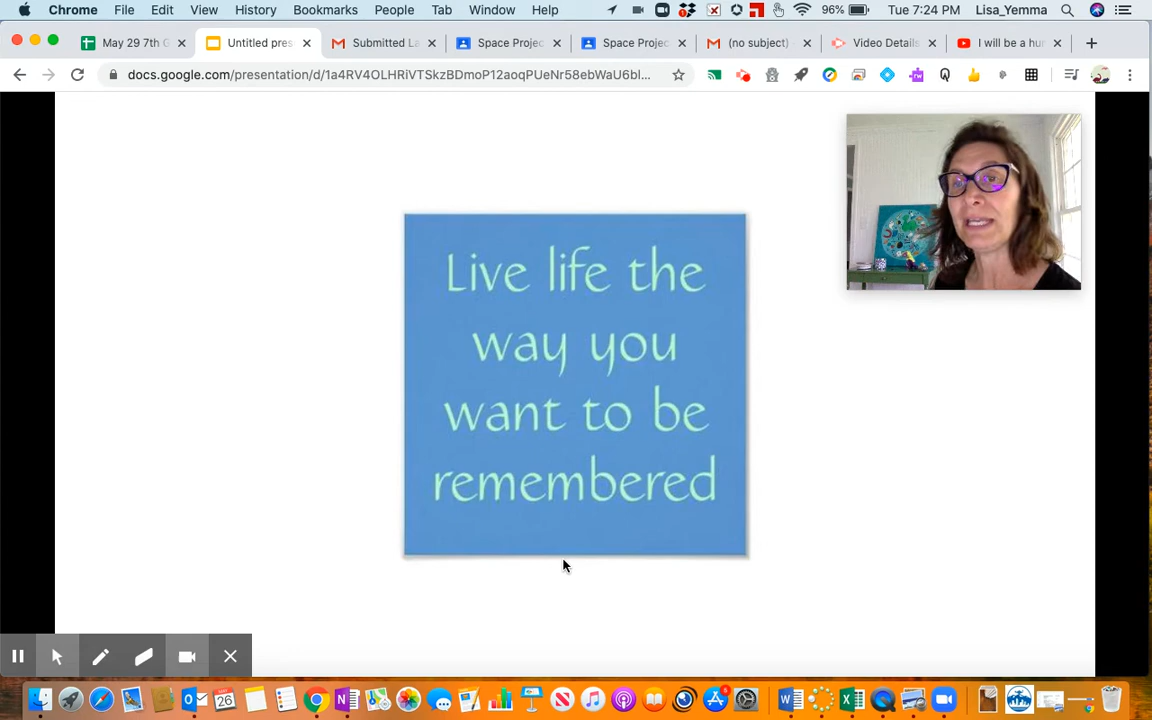 Chrome File Edit View History Bookmarks People Tab Window Help 96% Tue 7:24 PM Lisa_Yemma
May 29 7th G Untitled pres Submitted La Space Projec Space Projec (no subject) Video Details I will be a hu
docs.google.com/presentation/d/1a4RV4OLHRiVTSkzBDmoP12aoqPUeNr58ebWaU6bl...
Live life the
way you
want to be
remembered
26